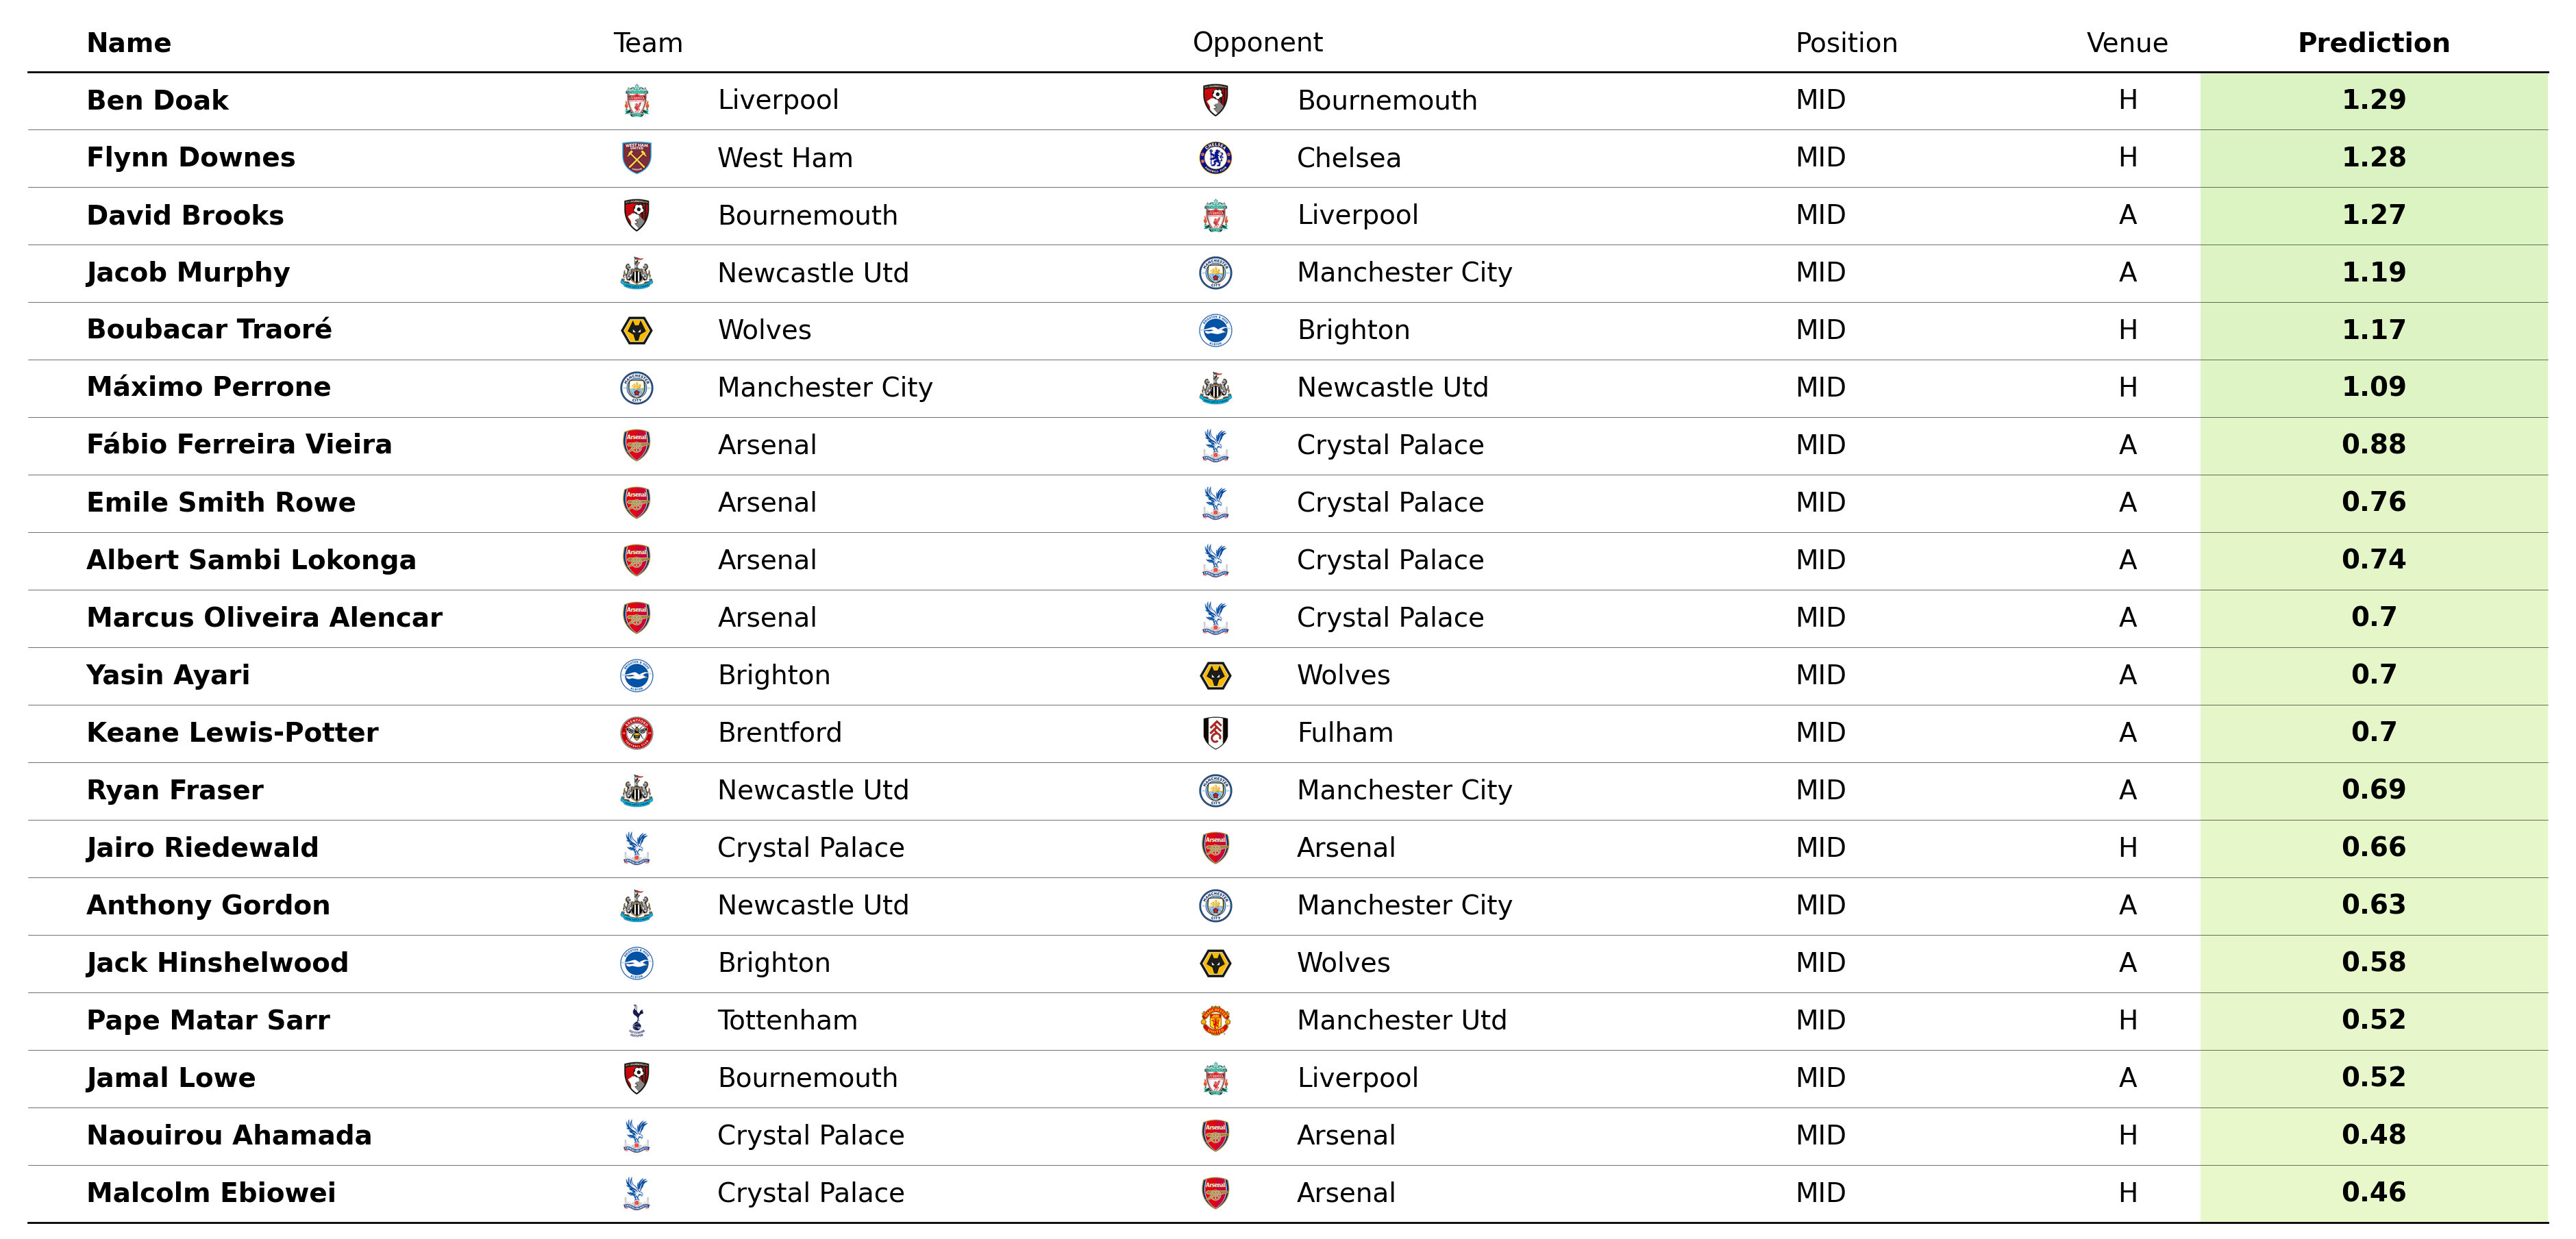 Name Team Opponent Position Venue Prediction
Ben Doak Liverpool Bournemouth MID H 1.29
Flynn Downes West Ham Chelsea MID H 1.28
David Brooks Bournemouth Liverpool MID A 1.27
Jacob Murphy Newcastle Utd Manchester City MID A 1.19
Boubacar Traoré Wolves Brighton MID H 1.17
Máximo Perrone Manchester City Newcastle Utd MID H 1.09
Fábio Ferreira Vieira Arsenal Crystal Palace MID A 0.88
Emile Smith Rowe Arsenal Crystal Palace MID A 0.76
Albert Sambi Lokonga Arsenal Crystal Palace MID A 0.74
Marcus Oliveira Alencar Arsenal Crystal Palace MID A 0.7
Yasin Ayari Brighton Wolves MID A 0.7
Keane Lewis-Potter Brentford Fulham MID A 0.7
Ryan Fraser Newcastle Utd Manchester City MID A 0.69
Jairo Riedewald Crystal Palace Arsenal MID H 0.66
Anthony Gordon Newcastle Utd Manchester City MID A 0.63
Jack Hinshelwood Brighton Wolves MID A 0.58
Pape Matar Sarr Tottenham Manchester Utd MID H 0.52
Jamal Lowe Bournemouth Liverpool MID A 0.52
Naouirou Ahamada Crystal Palace Arsenal MID H 0.48
Malcolm Ebiowei Crystal Palace Arsenal MID H 0.46